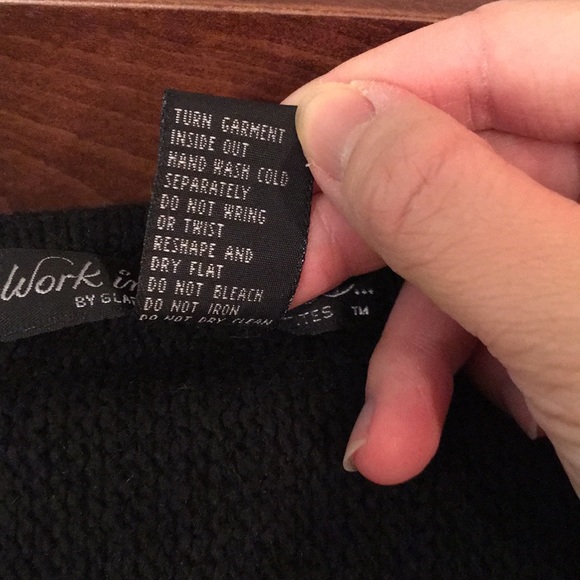 TURN GARMENT
INSIDE OUT
HAND WASH COLD
SEPARATELY
DO NOT WRING
OR TWIST
RESHAPE AND
DRY FLAT
DO NOT BLEACH
DO NOT IRON
DO NOT DRY CLEAN
Work in
...
BY
TM